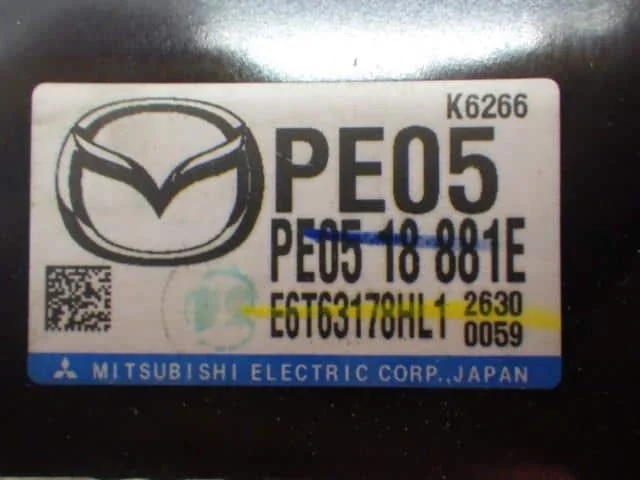 K6266
PE05
PE05 18 881E
E6T63178HL1 2630
0059
MITSUBISHI ELECTRIC CORP., JAPAN